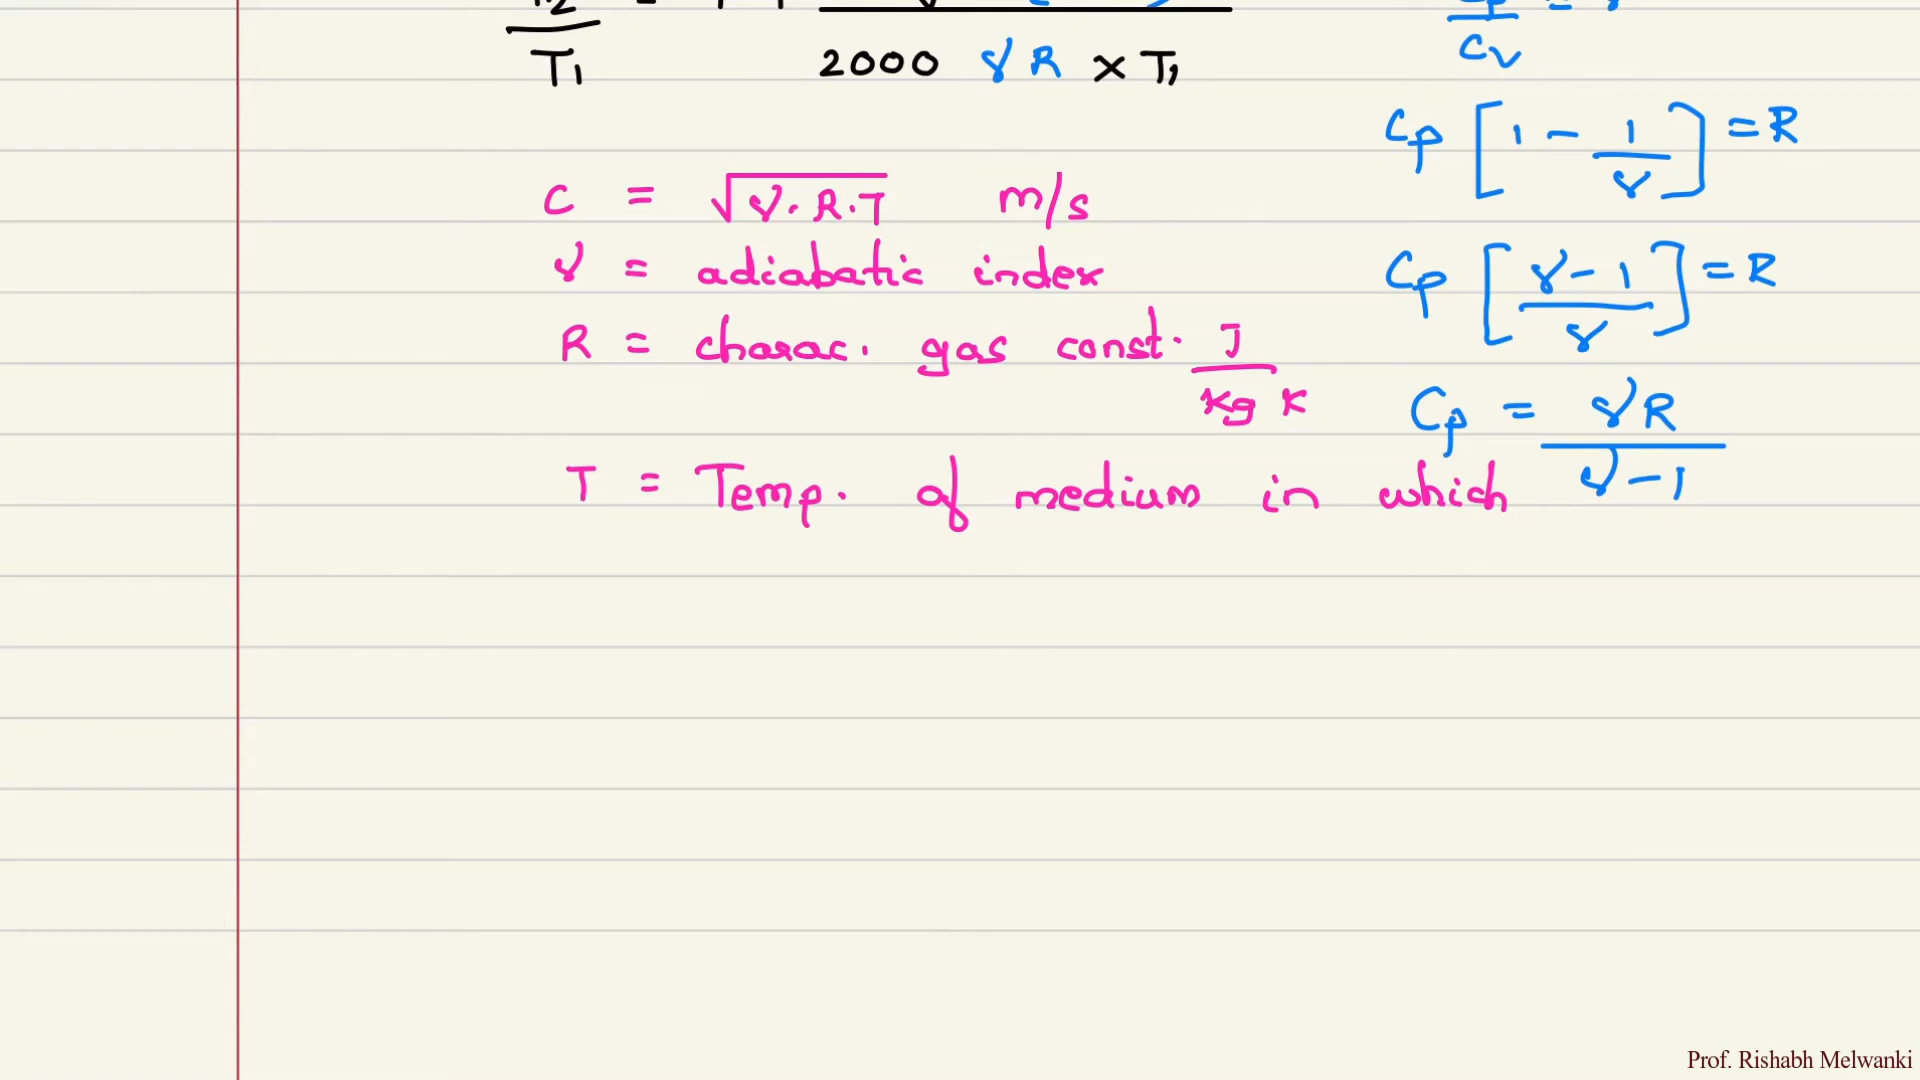 T₁
2000 γR × T₁
Cv
Cp [1 - 1/γ] = R
C = √γ.R.T m/s
γ = adiabatic index
Cp [γ-1/γ] = R
R = charac. gas const. J/kg K
Cp = γR/γ-1
T = Temp. of medium in which
Prof. Rishabh Melwanki